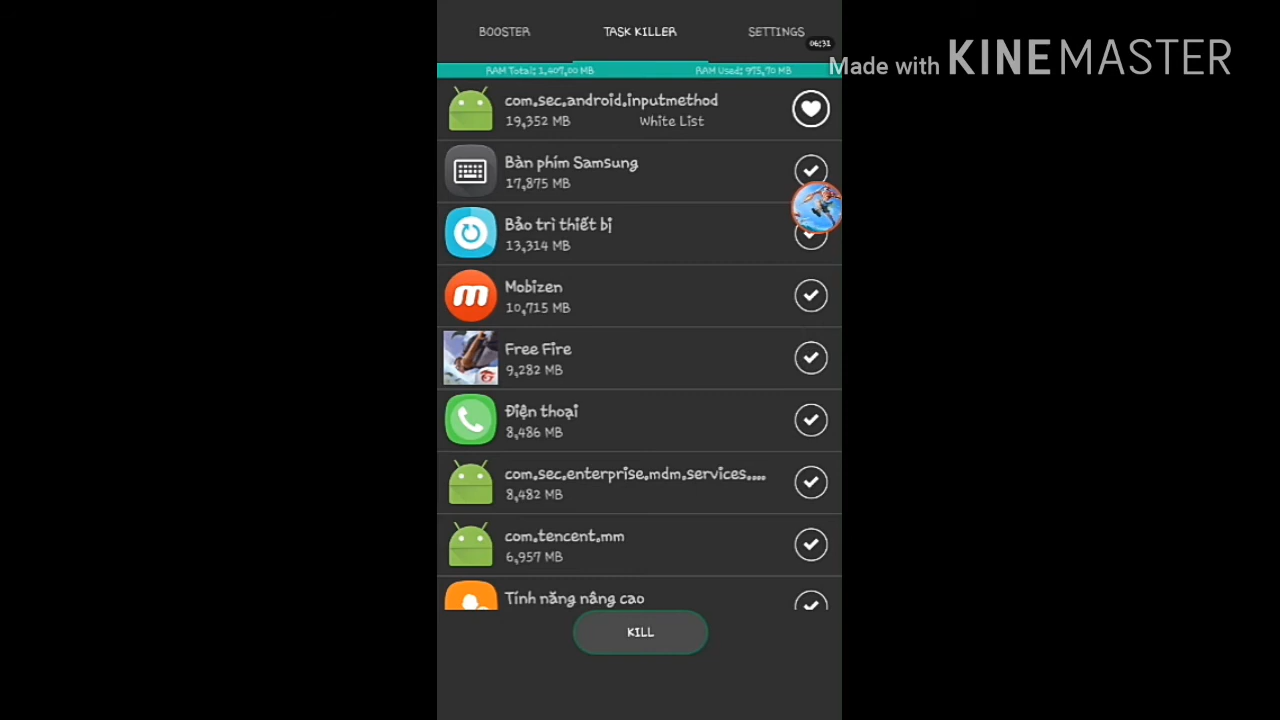 BOOSTER TASK KILLER SETTINGS
06:31
RAM Total: 1,407,00 MB RAM Used: 975,70 MB
Made with KINEMASTER
com.sec.android.inputmethod
19,352 MB White List
Bàn phím Samsung
17,875 MB
Bảo trì thiết bị
13,314 MB
Mobizen
10,715 MB
Free Fire
9,282 MB
Điện thoại
8,486 MB
com.sec.enterprise.mdm.services....
8,482 MB
com.tencent.mm
6,957 MB
Tính năng nâng cao
KILL